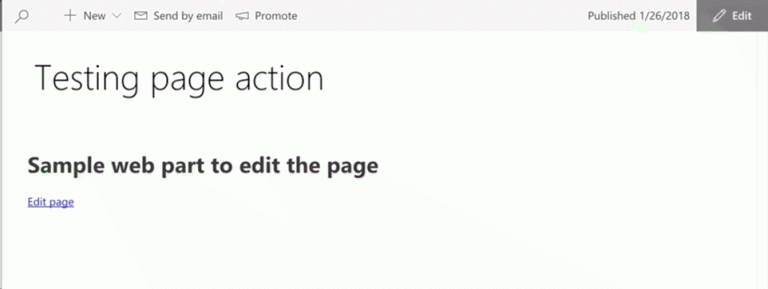 New Send by email Promote Published 1/26/2018 Edit
Testing page action
Sample web part to edit the page
Edit page